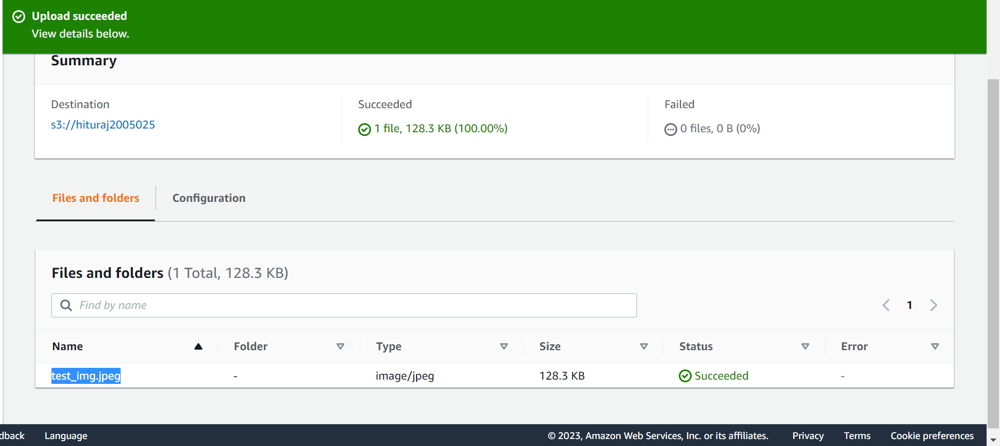 Upload succeeded
View details below.
Summary
Destination
s3://hituraj2005025
Succeeded
1 file, 128.3 KB (100.00%)
Failed
0 files, 0 B (0%)
Files and folders
Configuration
Files and folders (1 Total, 128.3 KB)
Find by name
1
Name Folder Type Size Status Error
test_img.jpeg - image/jpeg 128.3 KB Succeeded -
dback Language © 2023, Amazon Web Services, Inc. or its affiliates. Privacy Terms Cookie preferences